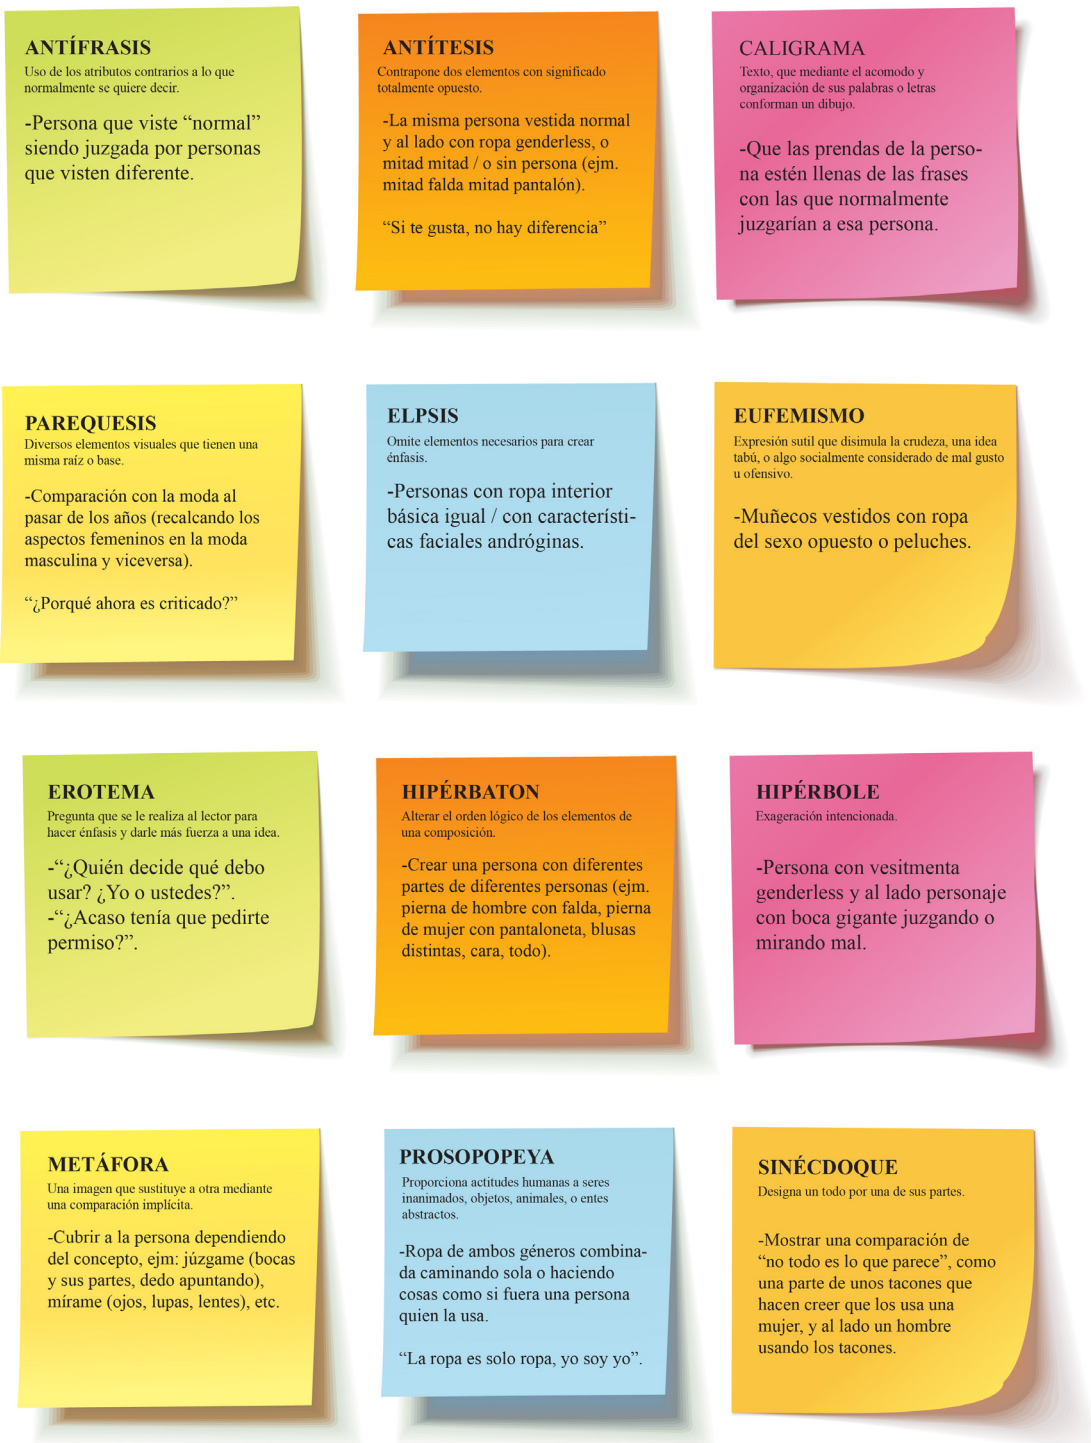 ANTÍFRASIS
Uso de los atributos contrarios a lo que
normalmente se quiere decir.
-Persona que viste “normal”
siendo juzgada por personas
que visten diferente.
ANTÍTESIS
Contrapone dos elementos con significado
totalmente opuesto.
-La misma persona vestida normal
y al lado con ropa genderless, o
mitad mitad / o sin persona (ejm.
mitad falda mitad pantalón).
“Si te gusta, no hay diferencia”
CALIGRAMA
Texto, que mediante el acomodo y
organización de sus palabras o letras
conforman un dibujo.
-Que las prendas de la perso-
na estén llenas de las frases
con las que normalmente
juzgarían a esa persona.
PAREQUESIS
Diversos elementos visuales que tienen una
misma raíz o base.
-Comparación con la moda al
pasar de los años (recalcando los
aspectos femeninos en la moda
masculina y viceversa).
“¿Porqué ahora es criticado?”
ELPSIS
Omite elementos necesarios para crear
énfasis.
-Personas con ropa interior
básica igual / con característi-
cas faciales andróginas.
EUFEMISMO
Expresión sutil que disimula la crudeza, una idea
tabú, o algo socialmente considerado de mal gusto
u ofensivo.
-Muñecos vestidos con ropa
del sexo opuesto o peluches.
EROTEMA
Pregunta que se le realiza al lector para
hacer énfasis y darle más fuerza a una idea.
-“¿Quién decide qué debo
usar? ¿Yo o ustedes?”.
-“¿Acaso tenía que pedirte
permiso?”.
HIPÉRBATON
Alterar el orden lógico de los elementos de
una composición.
-Crear una persona con diferentes
partes de diferentes personas (ejm.
pierna de hombre con falda, pierna
de mujer con pantaloneta, blusas
distintas, cara, todo).
HIPÉRBOLE
Exageración intencionada.
-Persona con vesitmenta
genderless y al lado personaje
con boca gigante juzgando o
mirando mal.
METÁFORA
Una imagen que sustituye a otra mediante
una comparación implícita.
-Cubrir a la persona dependiendo
del concepto, ejm: júzgame (bocas
y sus partes, dedo apuntando),
mírame (ojos, lupas, lentes), etc.
PROSOPOPEYA
Proporciona actitudes humanas a seres
inanimados, objetos, animales, o entes
abstractos.
-Ropa de ambos géneros combina-
da caminando sola o haciendo
cosas como si fuera una persona
quien la usa.
“La ropa es solo ropa, yo soy yo”.
SINÉCDOQUE
Designa un todo por una de sus partes.
-Mostrar una comparación de
“no todo es lo que parece”, como
una parte de unos tacones que
hacen creer que los usa una
mujer, y al lado un hombre
usando los tacones.